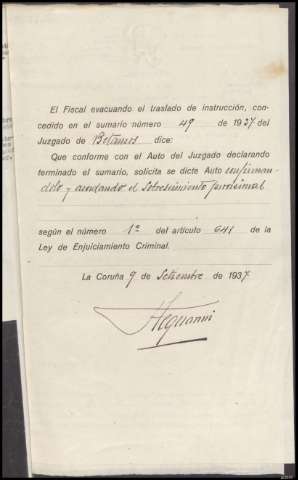 El Fiscal evacuando el traslado de instrucción, con-
cedido en el sumario número 49 de 1937 del
Juzgado de Betanzos dice:
Que conforme con el Auto del Juzgado declarando
terminado el sumario, solicita se dicte Auto confirman-
dolo y acordando el sobreseimiento provisional
según el número 1º del artículo 641 de la
Ley de Enjuiciamiento Criminal.
La Coruña 9 de Setiembre de 1937